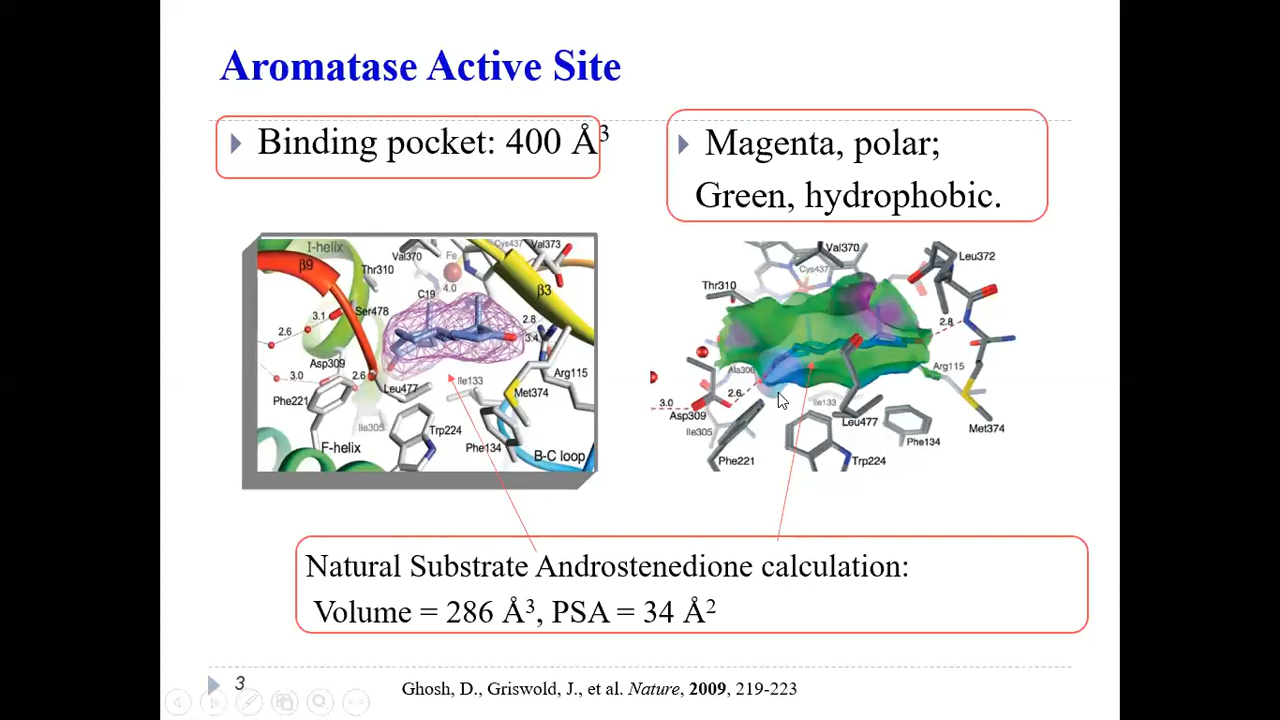 Aromatase Active Site
Binding pocket: 400 Å³
Magenta, polar;
Green, hydrophobic.
I-helix
β9
Thr310
3.1
Ser478
2.6
3.0
Asp309
2.6
Phe221
Leu477
Ile305
F-helix
Trp224
Val370
Fe
4.0
C19
Cys437
Val373
β3
2.8
3.4
Ile133
Arg115
Met374
Phe134
B-C loop
Val370
Cys437
Leu372
Thr310
2.8
Ala306
Arg115
2.6
3.0
Asp309
Ile305
Ile133
Leu477
Phe134
Met374
Phe221
Trp224
Natural Substrate Androstenedione calculation:
Volume = 286 Å³, PSA = 34 Å²
3
Ghosh, D., Griswold, J., et al. Nature, 2009, 219-223